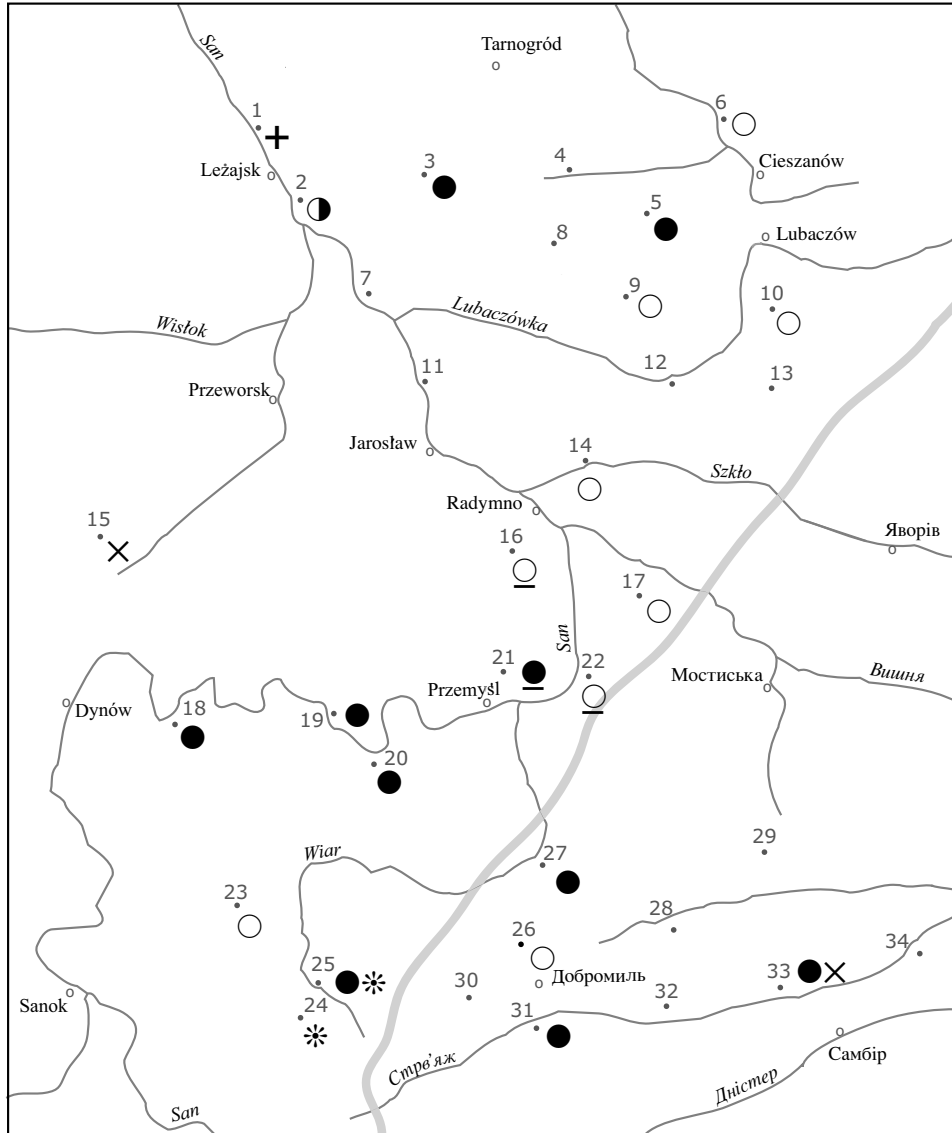 San
Tarnogród
1
6
Leżajsk
3
4
Cieszanów
2
5
8
Lubaczów
7
9
10
Lubaczówka
Wisłok
Przeworsk
11
12
13
Jarosław
14
Szkło
Radymno
15
Яворів
16
17
San
21
22
Przemyśl
Мостиська
Вишня
Dynów
18
19
20
Wiar
27
29
23
28
26
34
25
30
Добромиль
33
Sanok
24
32
31
Самбір
Стрв’яж
Дністер
San